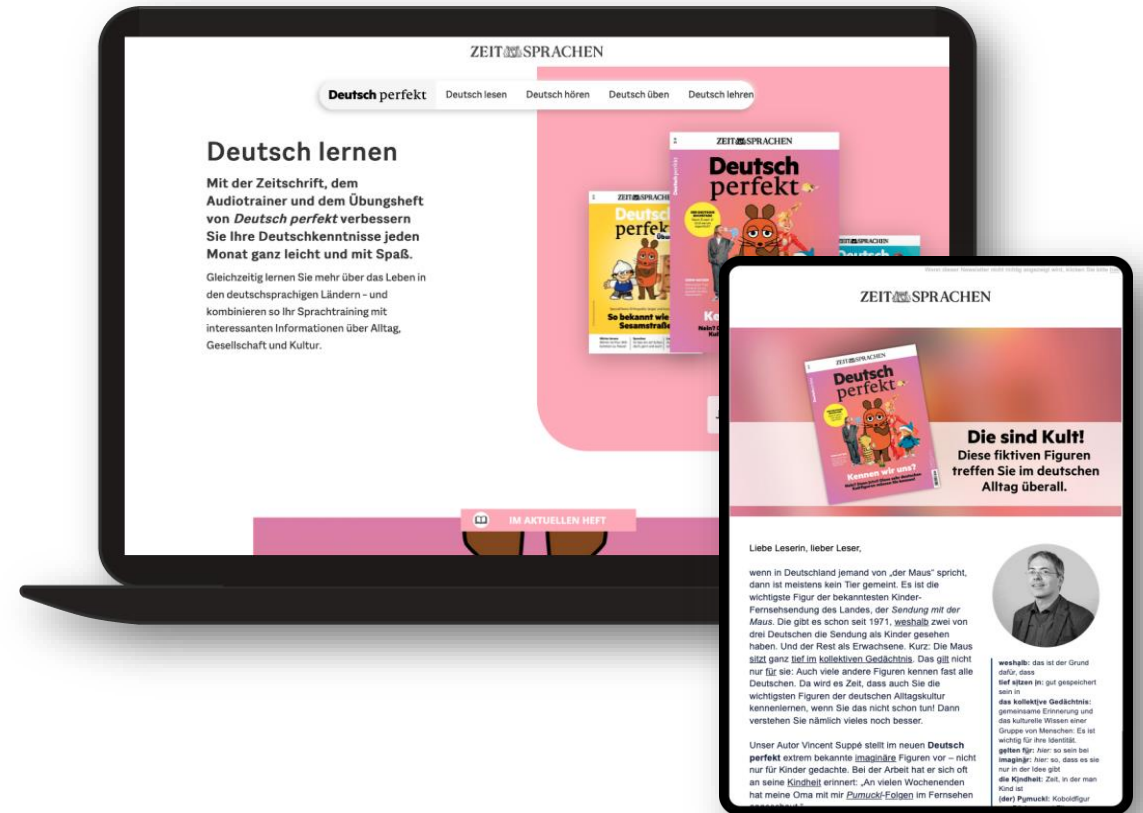 ZEIT SPRACHEN
Deutsch perfekt Deutsch lesen Deutsch hören Deutsch üben Deutsch lehren
Deutsch lernen
Mit der Zeitschrift, dem
Audiotrainer und dem Übungsheft
von Deutsch perfekt verbessern
Sie Ihre Deutschkenntnisse jeden
Monat ganz leicht und mit Spaß.
Gleichzeitig lernen Sie mehr über das Leben in
den deutschsprachigen Ländern – und
kombinieren so Ihr Sprachtraining mit
interessanten Informationen über Alltag,
Gesellschaft und Kultur.
ZEIT SPRACHEN
Deutsch
perfekt
So bekannt wie
ZEIT SPRACHEN
Deutsch
perfekt
IM AKTUELLEN HEFT
Wenn dieser Newsletter nicht richtig angezeigt wird, klicken Sie bitte
ZEIT SPRACHEN
Deutsch
perfekt
Kennen wir uns?
Die sind Kult!
Diese fiktiven Figuren
treffen Sie im deutschen
Alltag überall.
Liebe Leserin, lieber Leser,
wenn in Deutschland jemand von „der Maus“ spricht,
dann ist meistens kein Tier gemeint. Es ist die
wichtigste Figur der bekanntesten Kinder-
Fernsehsendung des Landes, der Sendung mit der
Maus. Die gibt es schon seit 1971, weshalb zwei von
drei Deutschen die Sendung als Kinder gesehen
haben. Und der Rest als Erwachsene. Kurz: Die Maus
sitzt ganz tief im kollektiven Gedächtnis. Das gilt nicht
nur für sie: Auch viele andere Figuren kennen fast alle
Deutschen. Da wird es Zeit, dass auch Sie die
wichtigsten Figuren der deutschen Alltagskultur
kennenlernen, wenn Sie das nicht schon tun! Dann
verstehen Sie nämlich vieles noch besser.
Unser Autor Vincent Suppé stellt im neuen Deutsch
perfekt extrem bekannte imaginäre Figuren vor – nicht
nur für Kinder gedachte. Bei der Arbeit hat er sich oft
an seine Kindheit erinnert: „An vielen Wochenenden
hat meine Oma mit mir Pumuckl-Folgen im Fernsehen
weshalb: das ist der Grund
dafür, dass
tief sitzen in: gut gespeichert
sein in
das kollektive Gedächtnis:
gemeinsame Erinnerung und
das kulturelle Wissen einer
Gruppe von Menschen: Es ist
wichtig für ihre Identität.
gelten für: hier: so sein bei
imaginär: hier: so, dass es sie
nur in der Idee gibt
die Kindheit: Zeit, in der man
Kind ist
(der) Pumuckl: Koboldfigur